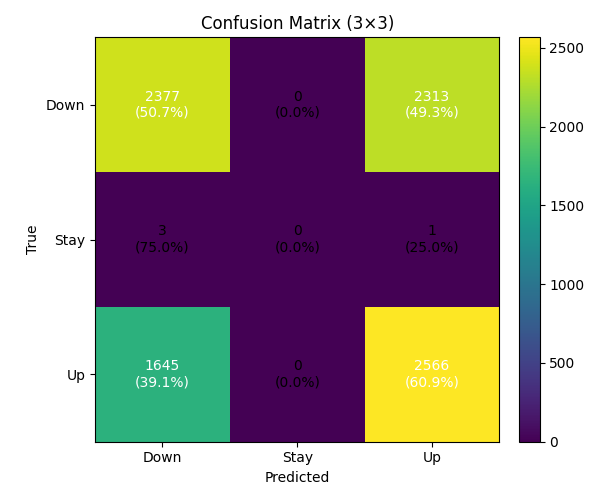 Confusion Matrix (3×3)
Down
2377
(50.7%)
0
(0.0%)
2313
(49.3%)
Stay
3
(75.0%)
0
(0.0%)
1
(25.0%)
Up
1645
(39.1%)
0
(0.0%)
2566
(60.9%)
Down
Stay
Up
Predicted
True
2500
2000
1500
1000
500
0